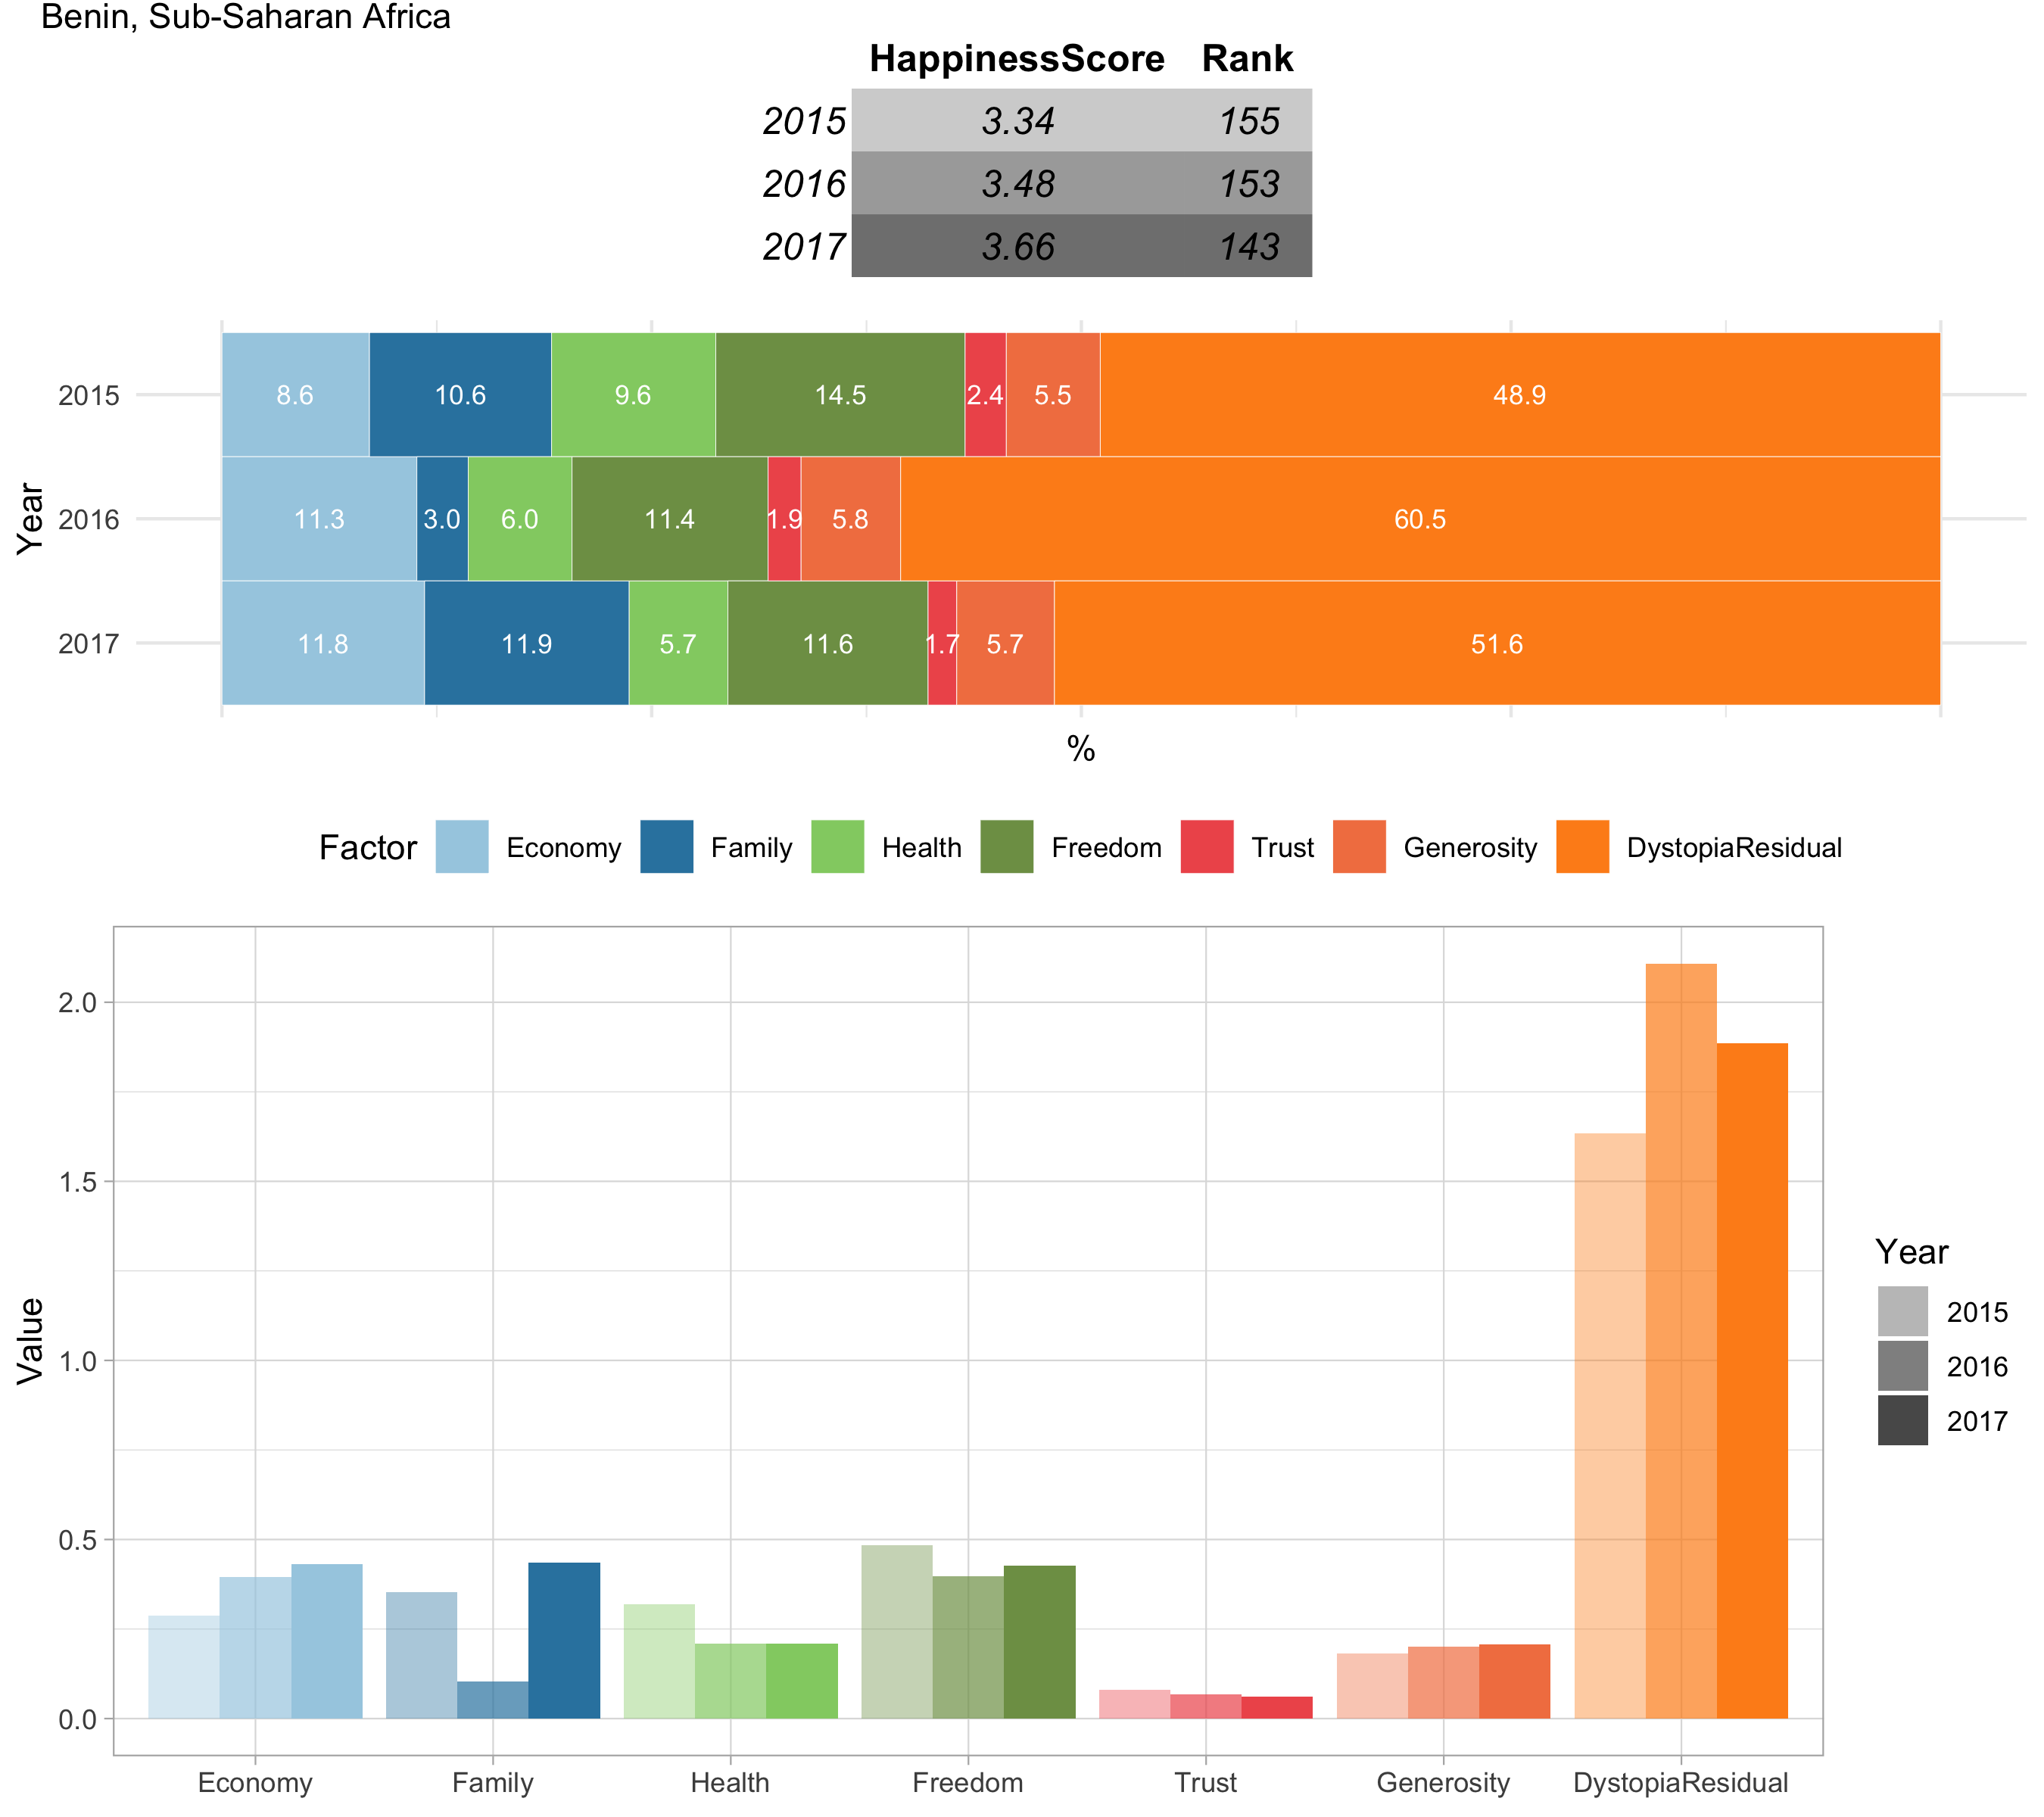 Benin, Sub-Saharan Africa
HappinessScore Rank
2015 3.34 155
2016 3.48 153
2017 3.66 143
Year
2015 8.6 10.6 9.6 14.5 2.4 5.5 48.9
2016 11.3 3.0 6.0 11.4 1.9 5.8 60.5
2017 11.8 11.9 5.7 11.6 1.7 5.7 51.6
%
Factor Economy Family Health Freedom Trust Generosity DystopiaResidual
Value
2.0
1.5
1.0
0.5
0.0
Economy Family Health Freedom Trust Generosity DystopiaResidual
Year
2015
2016
2017